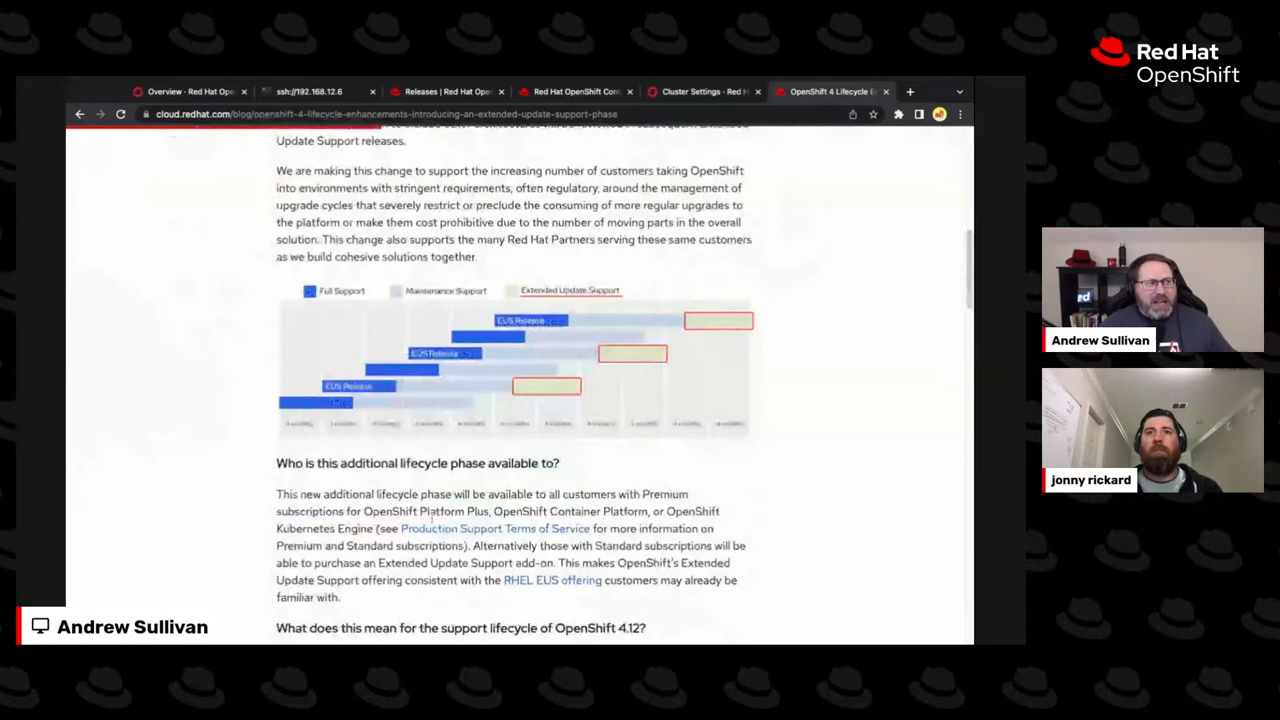 Red Hat
OpenShift
Overview · Red Hat Ope
ssh://192.168.12.6
Releases | Red Hat Open
Red Hat OpenShift Cont
Cluster Settings · Red H
OpenShift 4 Lifecycle E
cloud.redhat.com/blog/openshift-4-lifecycle-enhancements-introducing-an-extended-update-support-phase
Update Support releases.
We are making this change to support the increasing number of customers taking OpenShift
into environments with stringent requirements, often regulatory, around the management of
upgrade cycles that severely restrict or preclude the consuming of more regular upgrades to
the platform or make them cost prohibitive due to the number of moving parts in the overall
solution. This change also supports the many Red Hat Partners serving these same customers
as we build cohesive solutions together.
Full Support
Maintenance Support
Extended Update Support
EUS Release
EUS Release
EUS Release
Who is this additional lifecycle phase available to?
This new additional lifecycle phase will be available to all customers with Premium
subscriptions for OpenShift Platform Plus, OpenShift Container Platform, or OpenShift
Kubernetes Engine (see Production Support Terms of Service for more information on
Premium and Standard subscriptions). Alternatively those with Standard subscriptions will be
able to purchase an Extended Update Support add-on. This makes OpenShift's Extended
Update Support offering consistent with the RHEL EUS offering customers may already be
familiar with.
What does this mean for the support lifecycle of OpenShift 4.12?
Andrew Sullivan
jonny rickard
Andrew Sullivan